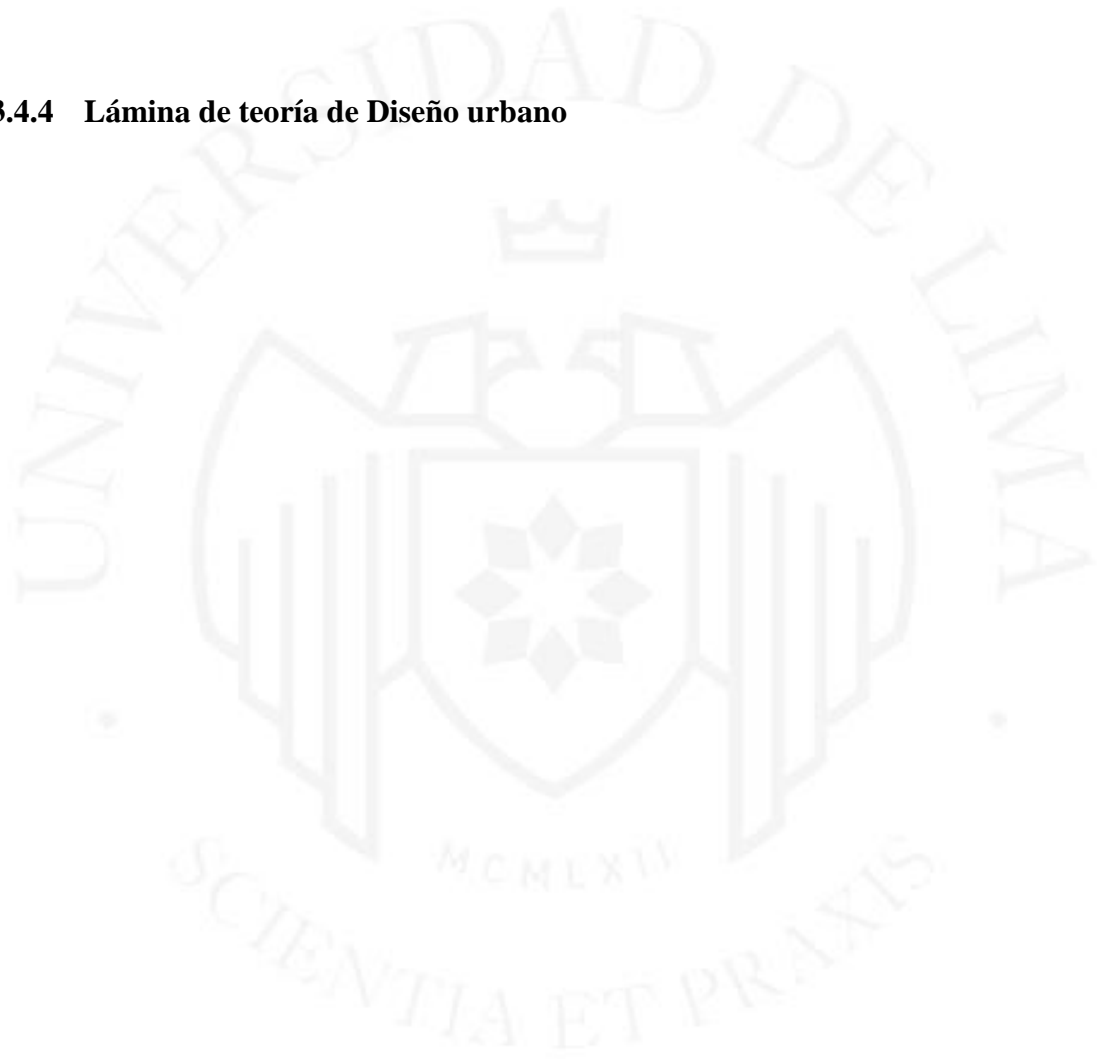 3.4.4 Lámina de teoría de Diseño urbano
UNIVERSIDAD DE LIMA
MCMLXII
SCIENTIA ET PRAXIS